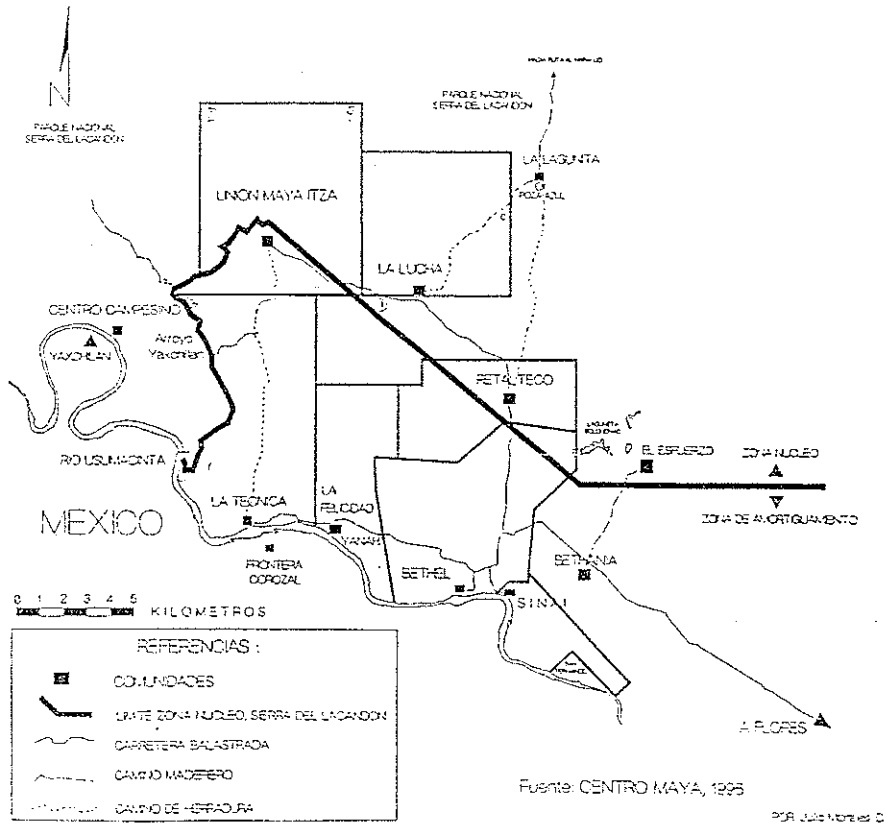 N
PARQUE NACIONAL
SIERRA DEL LACANDON
PARQUE NACIONAL
SIERRA DEL LACANDON
LA LAGUNITA
POZA AZUL
UNION MAYA ITZA
LA LUCHA
CENTRO CAMPESINO
YAXCHILAN
Arroyo
Yaxchilan
RETALTECO
EL ESFUERZO
ZONA NUCLEO
ZONA DE AMORTIGUAMIENTO
RIO USUMACINTA
LA TECNICA
LA
FELICIDAD
YANAHI
MEXICO
FRONTERA
COROZAL
BETHEL
SINAI
BETHANIA
0 1 2 3 4 5 KILOMETROS
REFERENCIAS :
COMUNIDADES
LIMITE ZONA NUCLEO, SIERRA DEL LACANDON
CARRETERA BALASTRADA
CAMINO MADERERO
CAMINO DE HERRADURA
A FLORES
Fuente: CENTRO MAYA, 1996